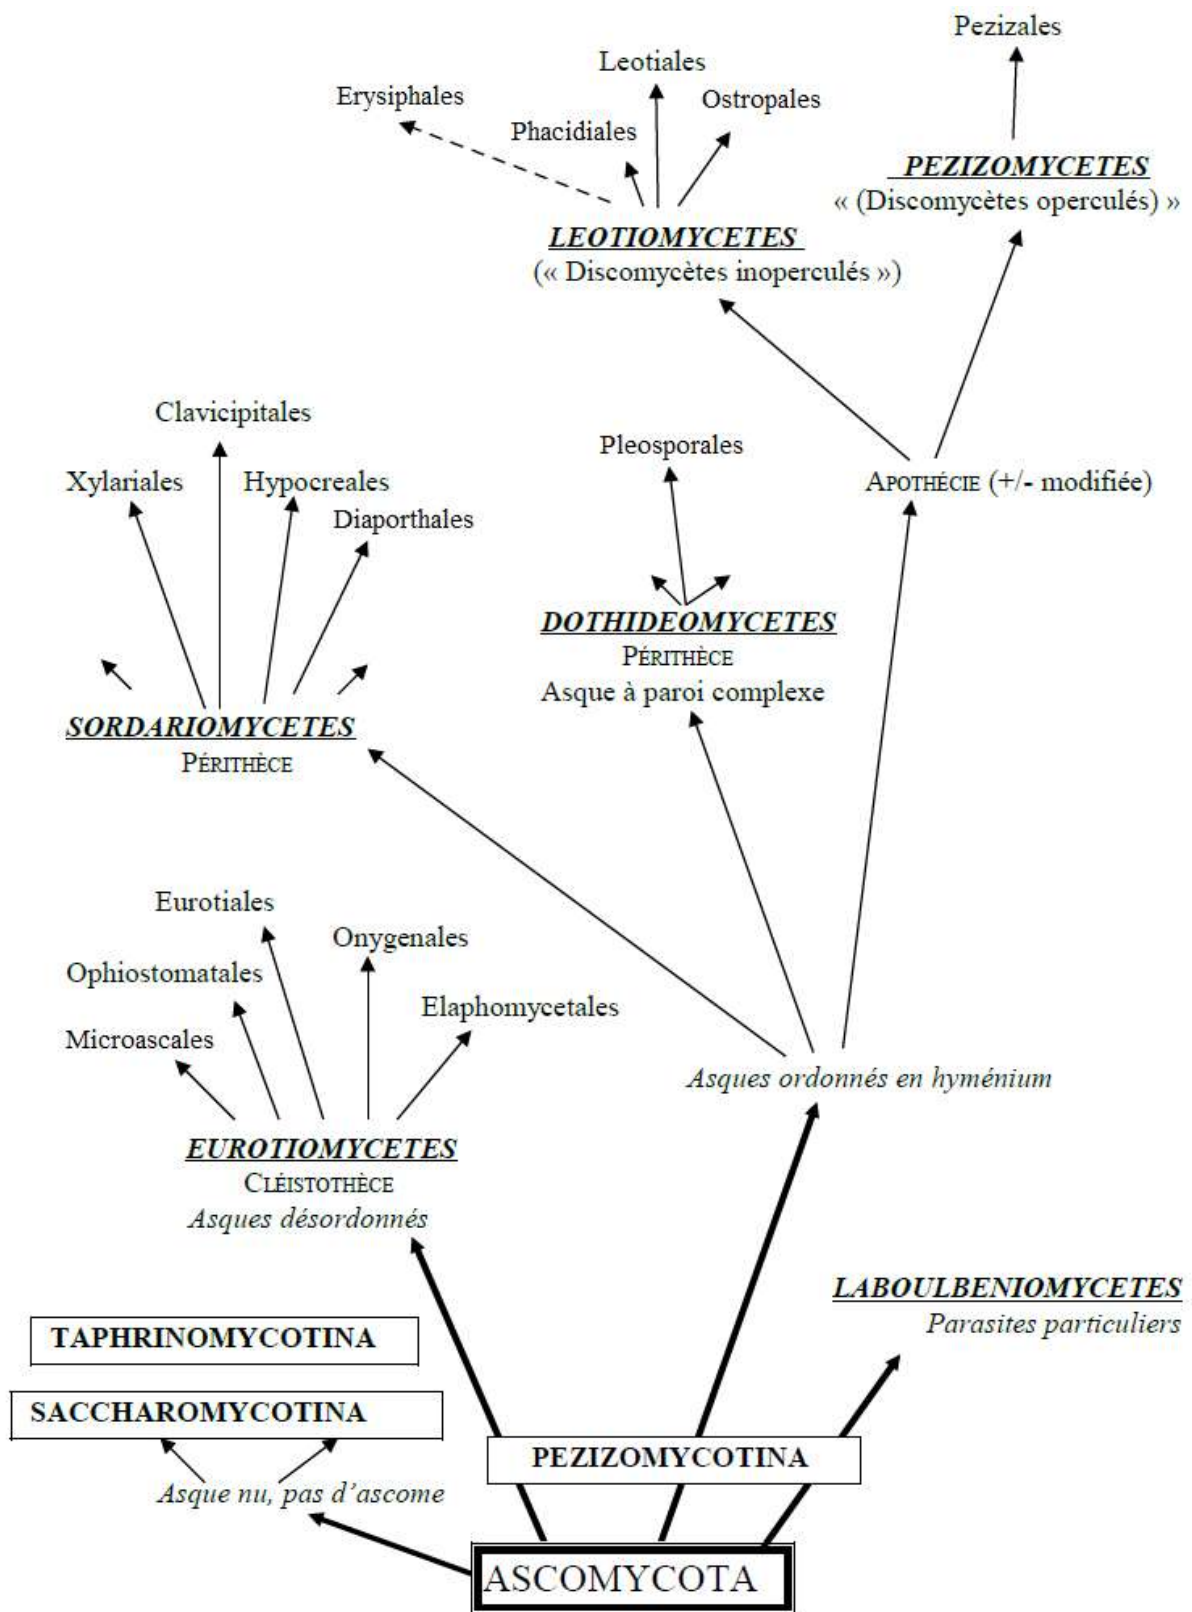 Pezizales
Leotiales
Erysiphales
Ostropales
Phacidiales
PEZIZOMYCETES
« (Discomycètes operculés) »
LEOTIOMYCETES
(« Discomycètes inoperculés »)
Clavicipitales
Pleosporales
Xylariales
Hypocreales
APOTHÉCIE (+/- modifiée)
Diaporthales
DOTHIDEOMYCETES
PÉRITHÈCE
Asque à paroi complexe
SORDARIOMYCETES
PÉRITHÈCE
Eurotiales
Onygenales
Ophiostomatales
Elaphomycetales
Microascales
Asques ordonnés en hyménium
EUROTIOMYCETES
CLÉISTOTHÈCE
Asques désordonnés
LABOULBENIOMYCETES
Parasites particuliers
TAPHRINOMYCOTINA
SACCHAROMYCOTINA
PEZIZOMYCOTINA
Asque nu, pas d'ascome
ASCOMYCOTA